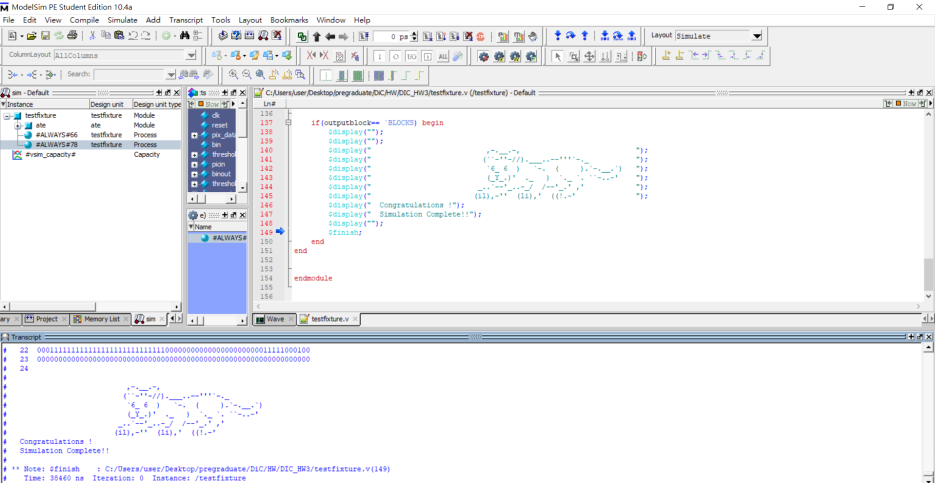 ModelSim PE Student Edition 10.4a
File Edit View Compile Simulate Add Transcript Tools Layout Bookmarks Window Help
0 ps
Layout Simulate
ColumnLayout AllColumns
Search:
sim - Default
Instance Design unit Design unit type
testfixture testfixture Module
ate ate Module
#ALWAYS#66 testfixture Process
#ALWAYS#78 testfixture Process
#vsim_capacity# Capacity
Now
clk
reset
pix_data
bin
threshol
pion
binout
threshol
Name
#ALWAYS#
C:/Users/user/Desktop/pregraduate/DiC/HW/DIC_HW3/testfixture.v (/testfixture) - Default
Ln# Now
136
137 if(outputblock== `BLOCKS) begin
138 $display("");
139 $display("");
140 $display(" ,-.__.-, ");
141 $display(" (``-''-//).___..--'''`-._ ");
142 $display(" `6_ 6 ) `-. ( ).`-.__.`) ");
143 $display(" (_Y_.)' ._ ) `._ `. ``-..-' ");
144 $display(" _..`--'_..-_/ /--'_.' ,' ");
145 $display(" (il),-'' (li),' ((!.-' ");
146 $display(" Congratulations !");
147 $display(" Simulation Complete!!");
148 $display("");
149 $finish;
150 end
151 end
152
153
154 endmodule
155
156
ary Project Memory List sim
Wave testfixture.v
Transcript
# 22 
# 23 
# 24
#
#
# ,-.__.-,
# (``-''-//).___..--'''`-._
# `6_ 6 ) `-. ( ).`-.__.`)
# (_Y_.)' ._ ) `._ `. ``-..-'
# _..`--'_..-_/ /--'_.' ,'
# (il),-'' (li),' ((!.-'
# Congratulations !
# Simulation Complete!!
#
# ** Note: $finish : C:/Users/user/Desktop/pregraduate/DiC/HW/DIC_HW3/testfixture.v(149)
# Time: 38460 ns Iteration: 0 Instance: /testfixture